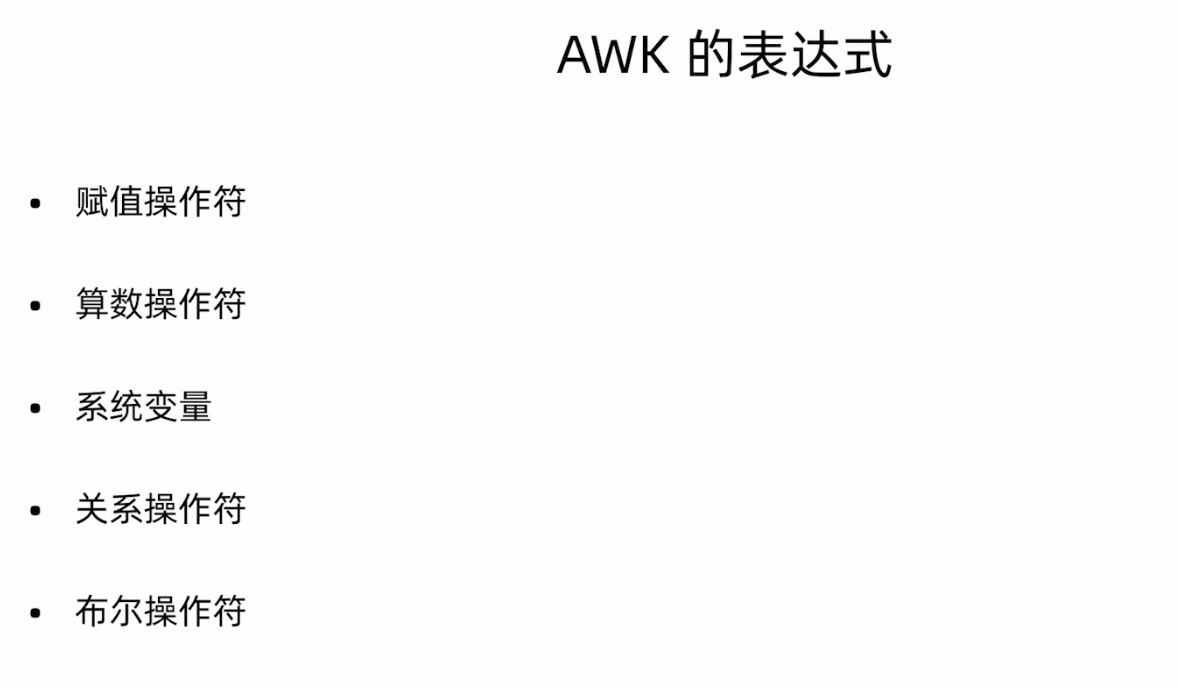 AWK 的表达式
• 赋值操作符
• 算数操作符
• 系统变量
• 关系操作符
• 布尔操作符